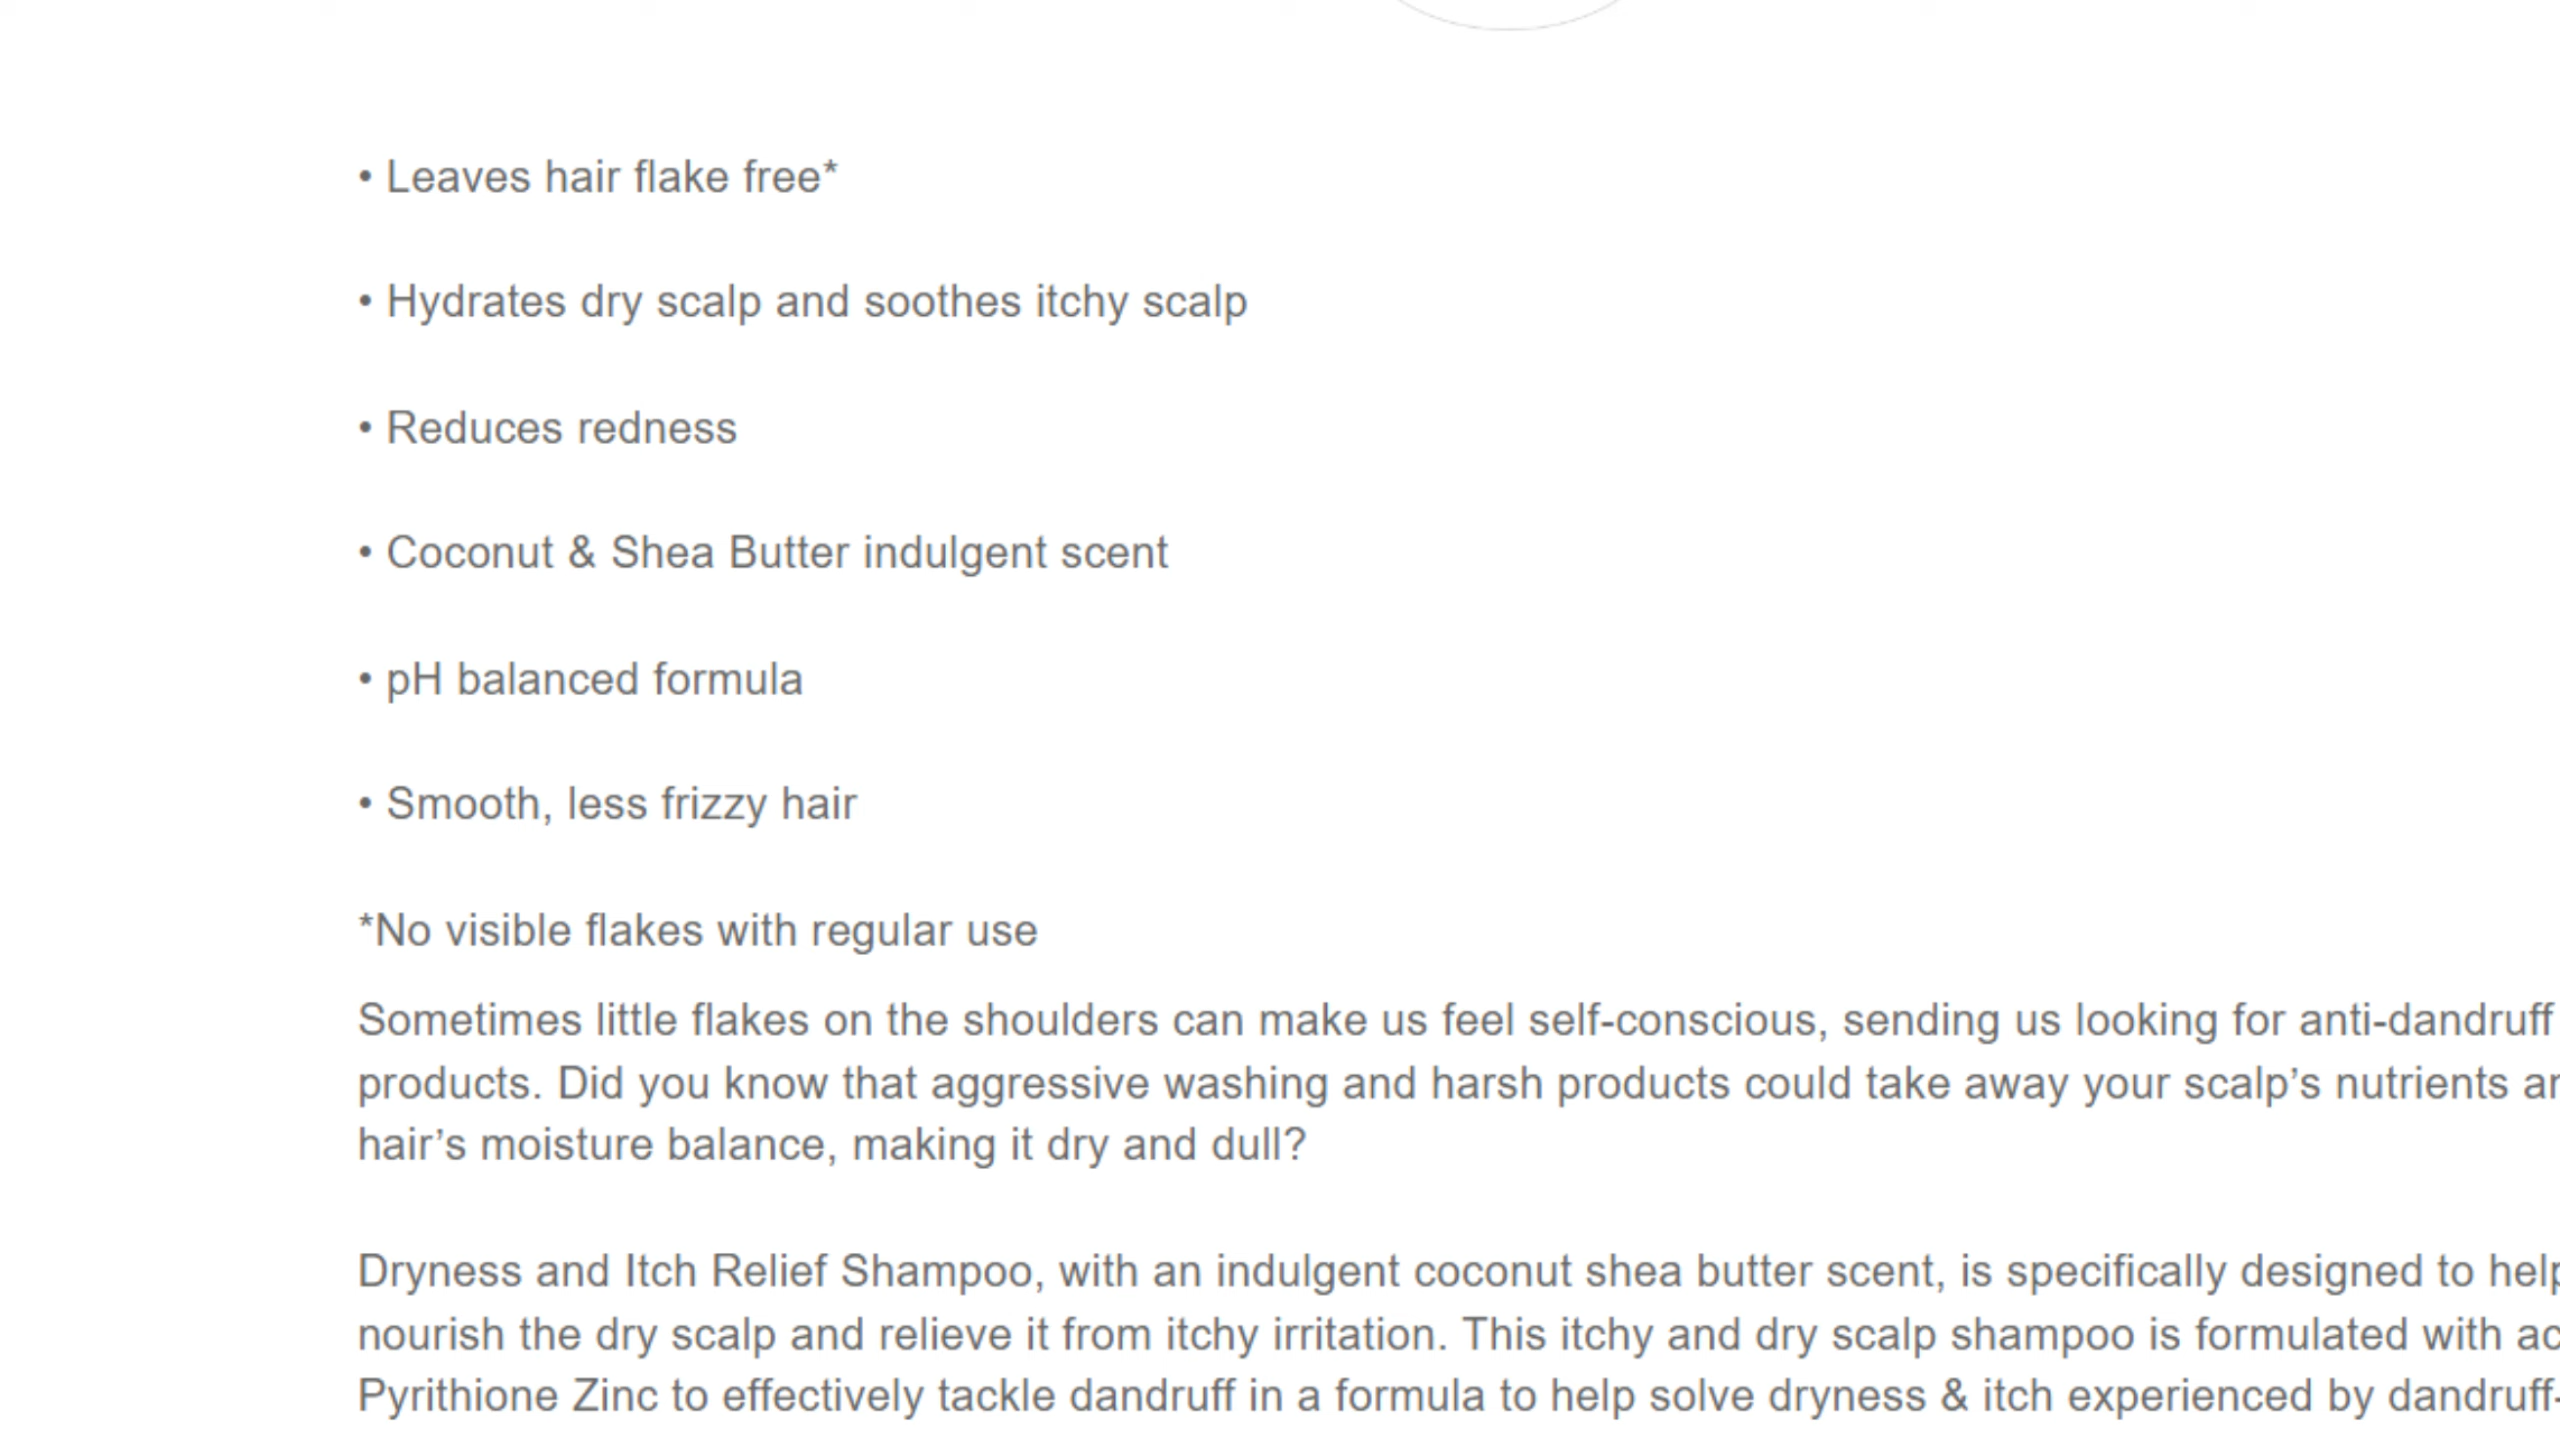 • Leaves hair flake free*
• Hydrates dry scalp and soothes itchy scalp
• Reduces redness
• Coconut & Shea Butter indulgent scent
• pH balanced formula
• Smooth, less frizzy hair
*No visible flakes with regular use
Sometimes little flakes on the shoulders can make us feel self-conscious, sending us looking for anti-dandruff
products. Did you know that aggressive washing and harsh products could take away your scalp’s nutrients
hair’s moisture balance, making it dry and dull?
Dryness and Itch Relief Shampoo, with an indulgent coconut shea butter scent, is specifically designed to help
nourish the dry scalp and relieve it from itchy irritation. This itchy and dry scalp shampoo is formulated with
Pyrithione Zinc to effectively tackle dandruff in a formula to help solve dryness & itch experienced by dandruff-